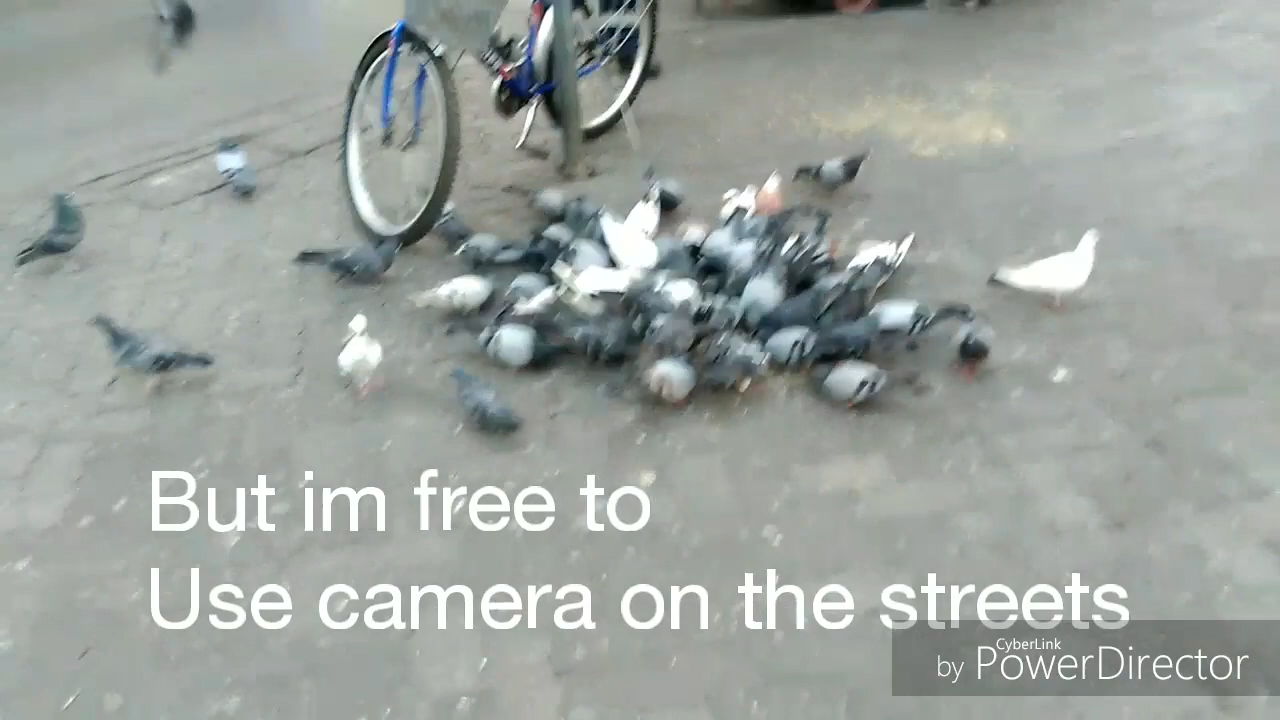 But im free to
Use camera on the streets
CyberLink
by PowerDirector